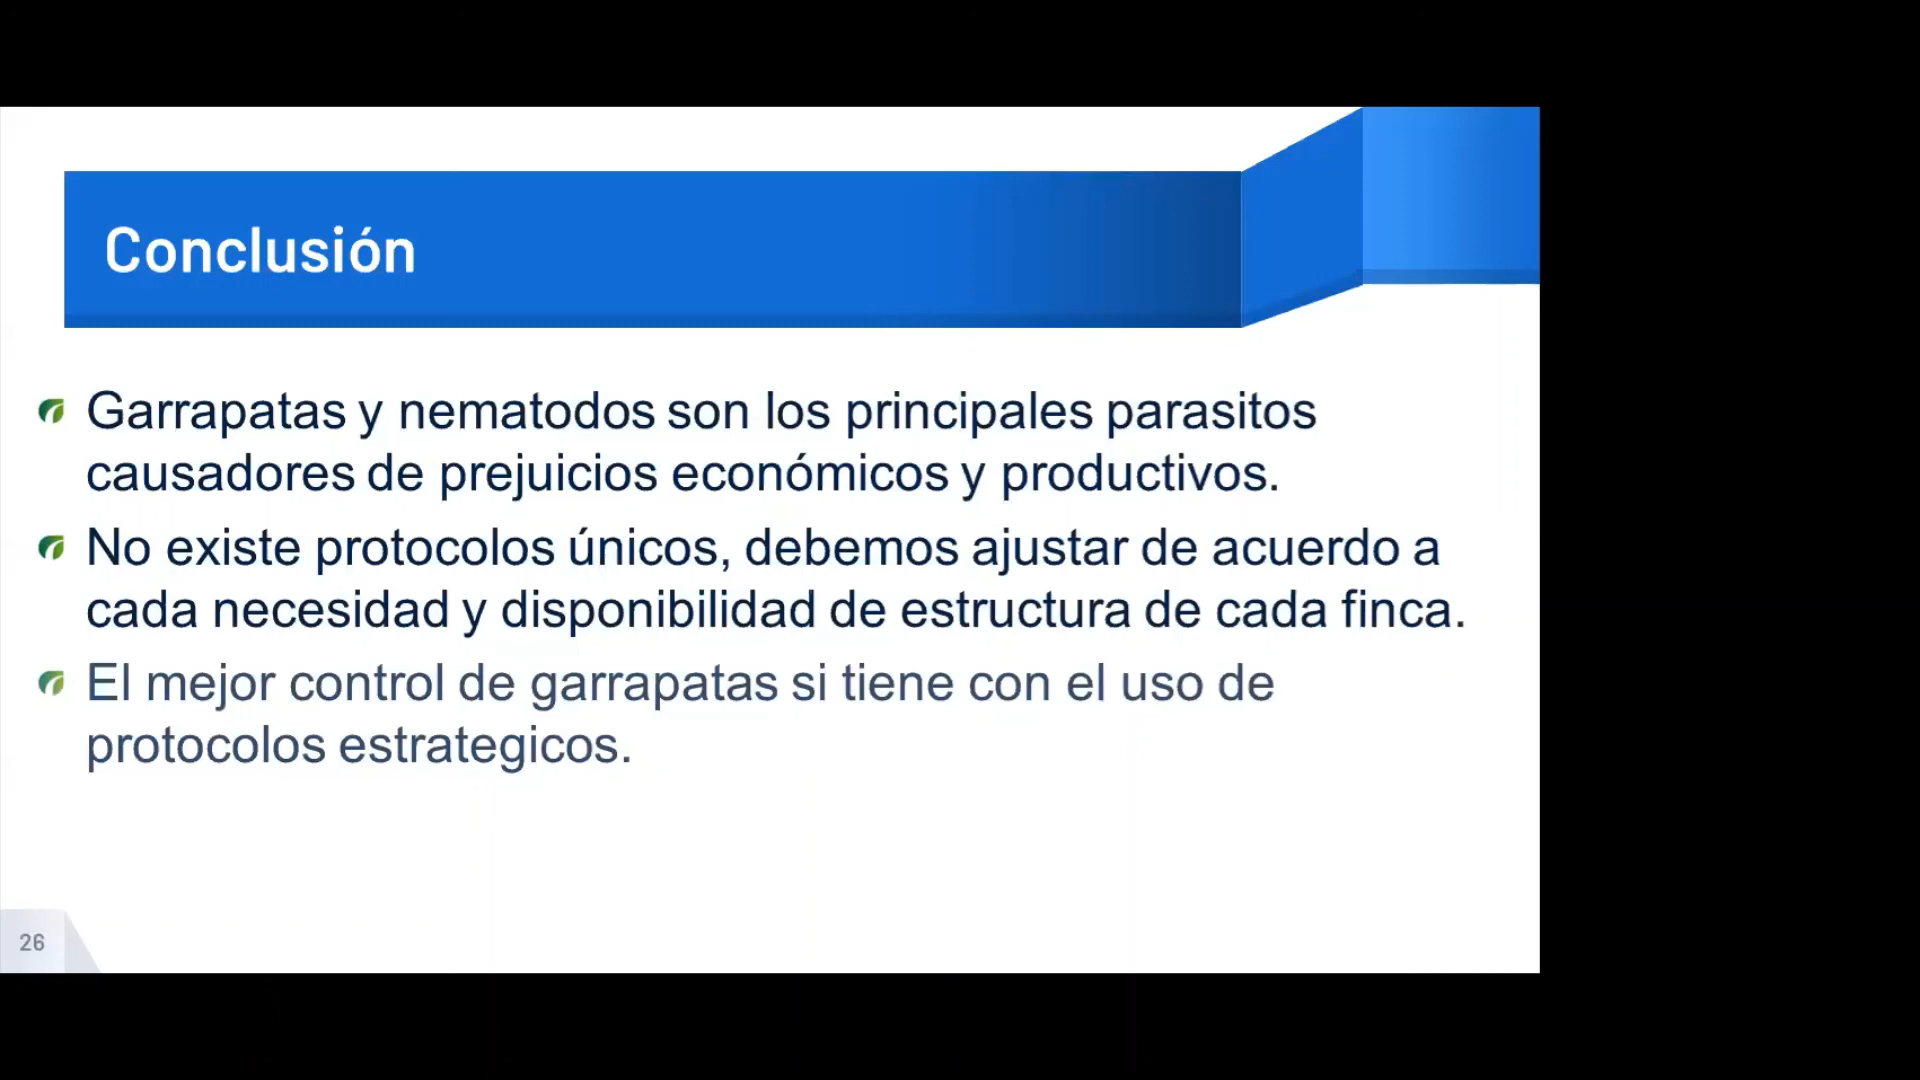 Conclusión
Garrapatas y nematodos son los principales parasitos
causadores de prejuicios económicos y productivos.
No existe protocolos únicos, debemos ajustar de acuerdo a
cada necesidad y disponibilidad de estructura de cada finca.
El mejor control de garrapatas si tiene con el uso de
protocolos estrategicos.
26